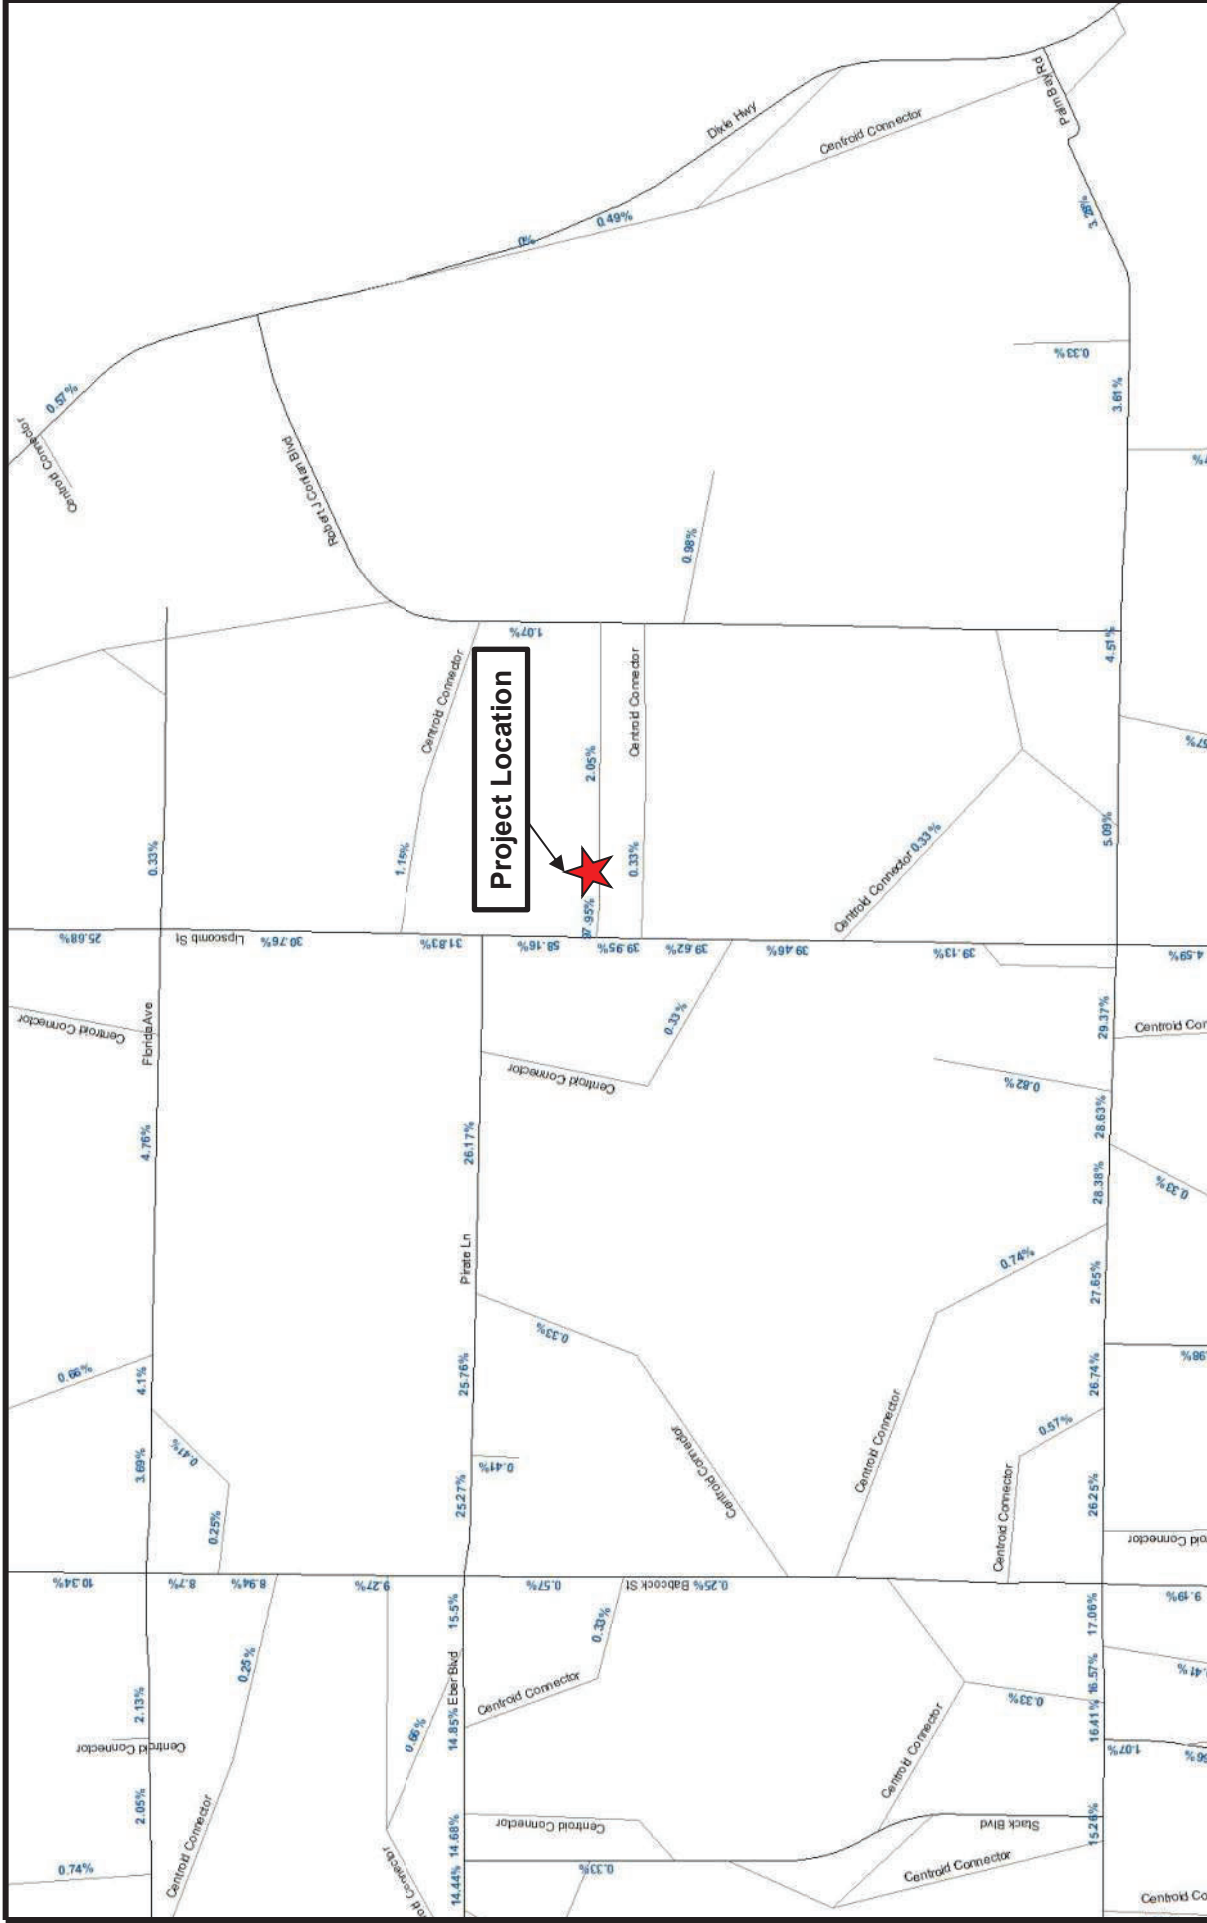 Palm Bay Rd
Dixie Hwy
Centroid Connector
3.28%
0.49%
0%
0.33%
3.61%
0.57%
Centroid Connector
Robert J Conlan Blvd
0.98%
1.07%
4.51%
Centroid Connector
Centroid Connector
Project Location
2.05%
0.33%
1.15%
0.33%
97.95%
Centroid Connector 0.33%
5.09%
25.68%
Lipscomb St
30.76%
31.83%
58.16%
39.95%
39.62%
39.46%
39.13%
4.59%
Centroid Connector
Florida Ave
0.33%
Centroid Connector
29.37%
0.82%
28.63%
4.76%
26.17%
28.38%
0.33%
Pirate Ln
0.74%
27.65%
0.33%
0.66%
4.1%
25.76%
26.74%
Centroid Connector
Centroid Connector
0.57%
3.69%
0.41%
0.41%
25.27%
26.25%
0.25%
Centroid Connector
10.34%
8.7%
8.94%
9.27%
0.57%
0.25% Babcock St
9.19%
15.5%
0.33%
17.06%
0.25%
Eber Blvd
Centroid Connector
16.57%
0.33%
2.13%
Centroid Connector
0.66%
14.85%
16.41%
1.07%
Centroid Connector
2.05%
Centroid Connector
14.68%
Centroid Connector
Stack Blvd
15.26%
0.74%
14.44%
0.33%
Centroid Connector